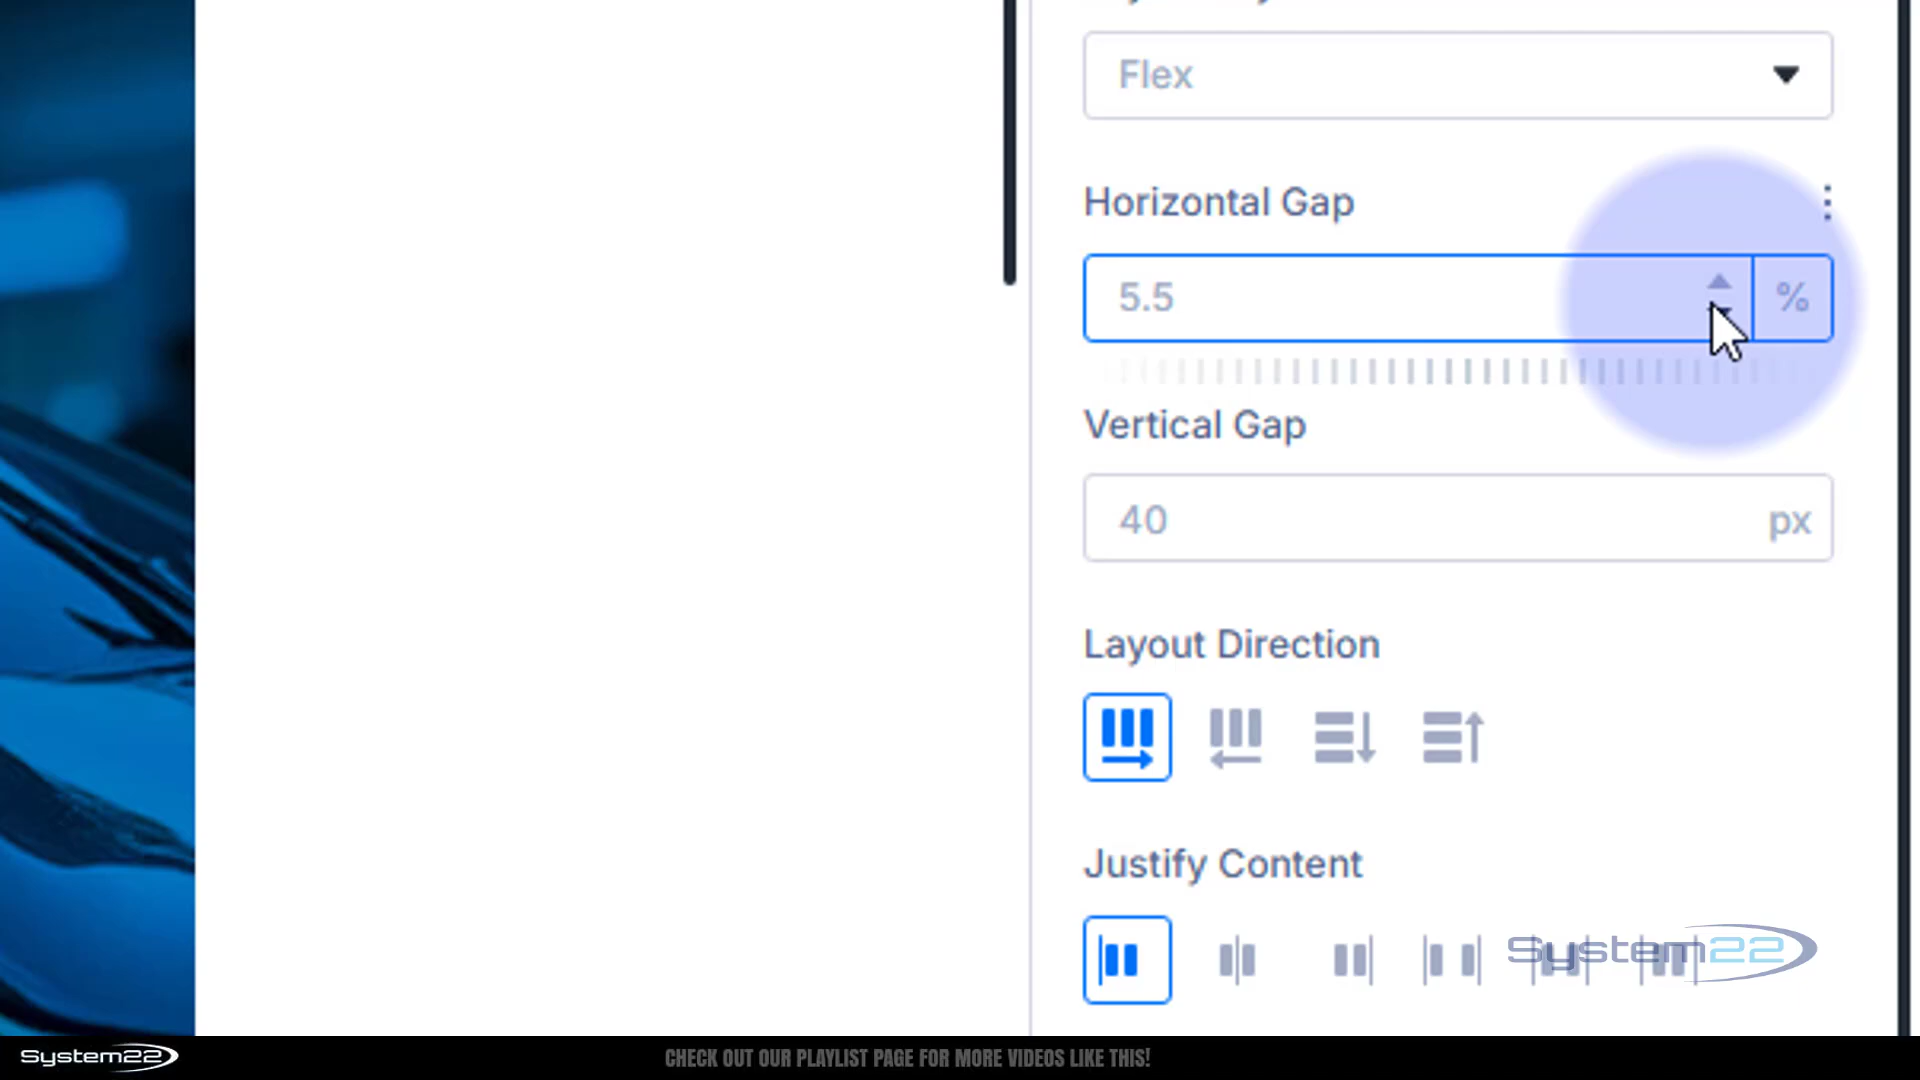 Flex
Horizontal Gap
5.5 %
Vertical Gap
40 px
Layout Direction
Justify Content
System22
System22
CHECK OUT OUR PLAYLIST PAGE FOR MORE VIDEOS LIKE THIS!